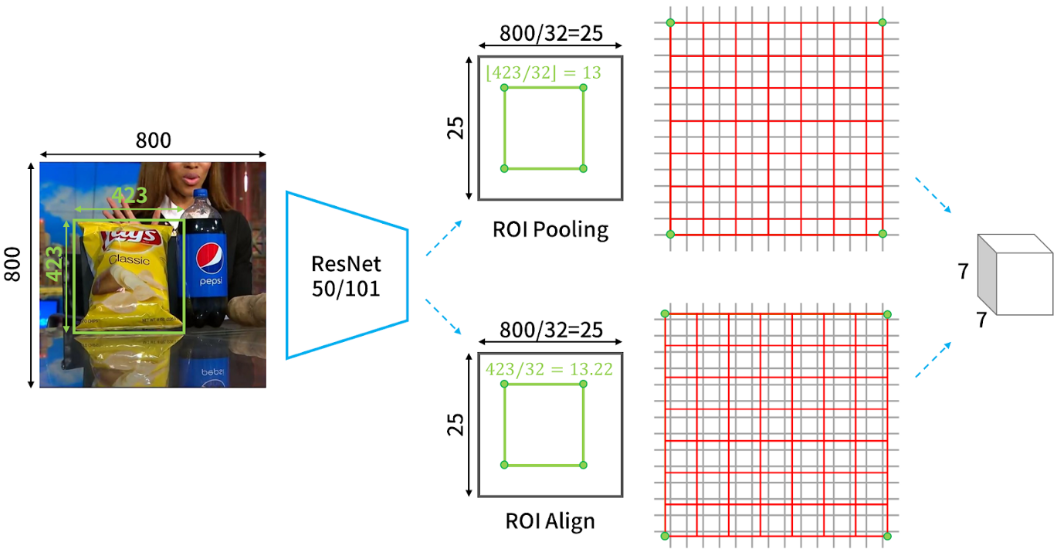 800
800
423
423
Lay's
Classic
pepsi
ResNet
50/101
800/32=25
25
⌊423/32⌋ = 13
ROI Pooling
800/32=25
25
423/32 = 13.22
ROI Align
7
7